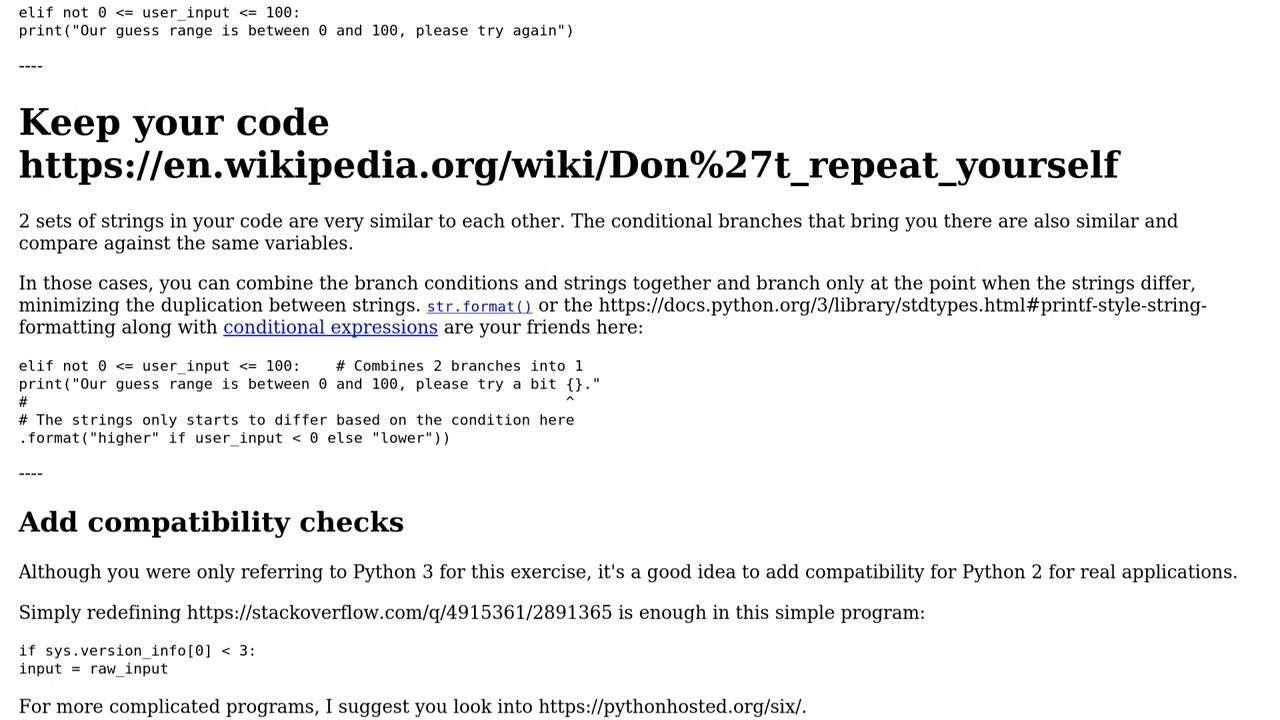 elif not 0 <= user_input <= 100:
print("Our guess range is between 0 and 100, please try again")
----
Keep your code
https://en.wikipedia.org/wiki/Don%27t_repeat_yourself
2 sets of strings in your code are very similar to each other. The conditional branches that bring you there are also similar and
compare against the same variables.
In those cases, you can combine the branch conditions and strings together and branch only at the point when the strings differ,
minimizing the duplication between strings. str.format() or the https://docs.python.org/3/library/stdtypes.html#printf-style-string-
formatting along with conditional expressions are your friends here:
elif not 0 <= user_input <= 100:    # Combines 2 branches into 1
print("Our guess range is between 0 and 100, please try a bit {}."
#                                                             ^
# The strings only starts to differ based on the condition here
.format("higher" if user_input < 0 else "lower"))
----
Add compatibility checks
Although you were only referring to Python 3 for this exercise, it's a good idea to add compatibility for Python 2 for real applications.
Simply redefining https://stackoverflow.com/q/4915361/2891365 is enough in this simple program:
if sys.version_info[0] < 3:
input = raw_input
For more complicated programs, I suggest you look into https://pythonhosted.org/six/.